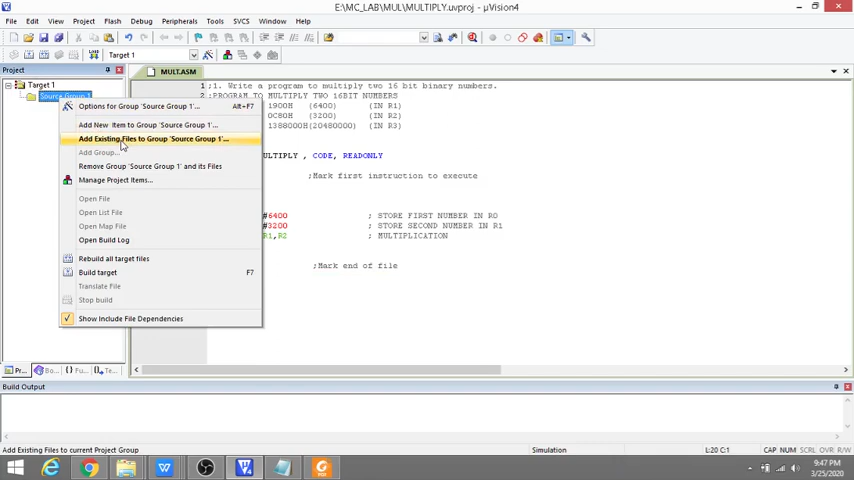 E:\MC_LAB\MUL\MULTIPLY.uvproj - µVision4
File Edit View Project Flash Debug Peripherals Tools SVCS Window Help
Target 1
Project
MULT.ASM
Target 1
Source Group 1
1 ;1. Write a program to multiply two 16 bit binary numbers.
2 ;PROGRAM TO MULTIPLY TWO 16BIT NUMBERS
1900H (6400) (IN R1)
0C80H (3200) (IN R2)
1388000H(20480000) (IN R3)
MULTIPLY , CODE, READONLY
;Mark first instruction to execute
#6400 ; STORE FIRST NUMBER IN R0
#3200 ; STORE SECOND NUMBER IN R1
R1,R2 ; MULTIPLICATION
;Mark end of file
Options for Group 'Source Group 1'... Alt+F7
Add New Item to Group 'Source Group 1'...
Add Existing Files to Group 'Source Group 1'...
Add Group...
Remove Group 'Source Group 1' and its Files
Manage Project Items...
Open File
Open List File
Open Map File
Open Build Log
Rebuild all target files
Build target F7
Translate File
Stop build
Show Include File Dependencies
Pr... Bo... {} Fu... Te...
Build Output
Add Existing Files to current Project Group
Simulation
L:20 C:1
CAP NUM SCRL OVR R/W
9:47 PM
3/25/2020